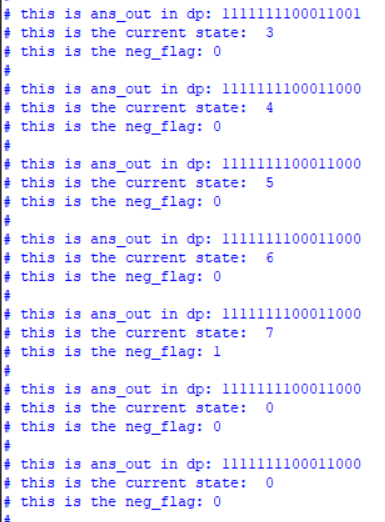 # this is ans_out in dp: 1111111100011001
# this is the current state:  3
# this is the neg_flag: 0
#
# this is ans_out in dp: 1111111100011000
# this is the current state:  4
# this is the neg_flag: 0
#
# this is ans_out in dp: 1111111100011000
# this is the current state:  5
# this is the neg_flag: 0
#
# this is ans_out in dp: 1111111100011000
# this is the current state:  6
# this is the neg_flag: 0
#
# this is ans_out in dp: 1111111100011000
# this is the current state:  7
# this is the neg_flag: 1
#
# this is ans_out in dp: 1111111100011000
# this is the current state:  0
# this is the neg_flag: 0
#
# this is ans_out in dp: 1111111100011000
# this is the current state:  0
# this is the neg_flag: 0
#